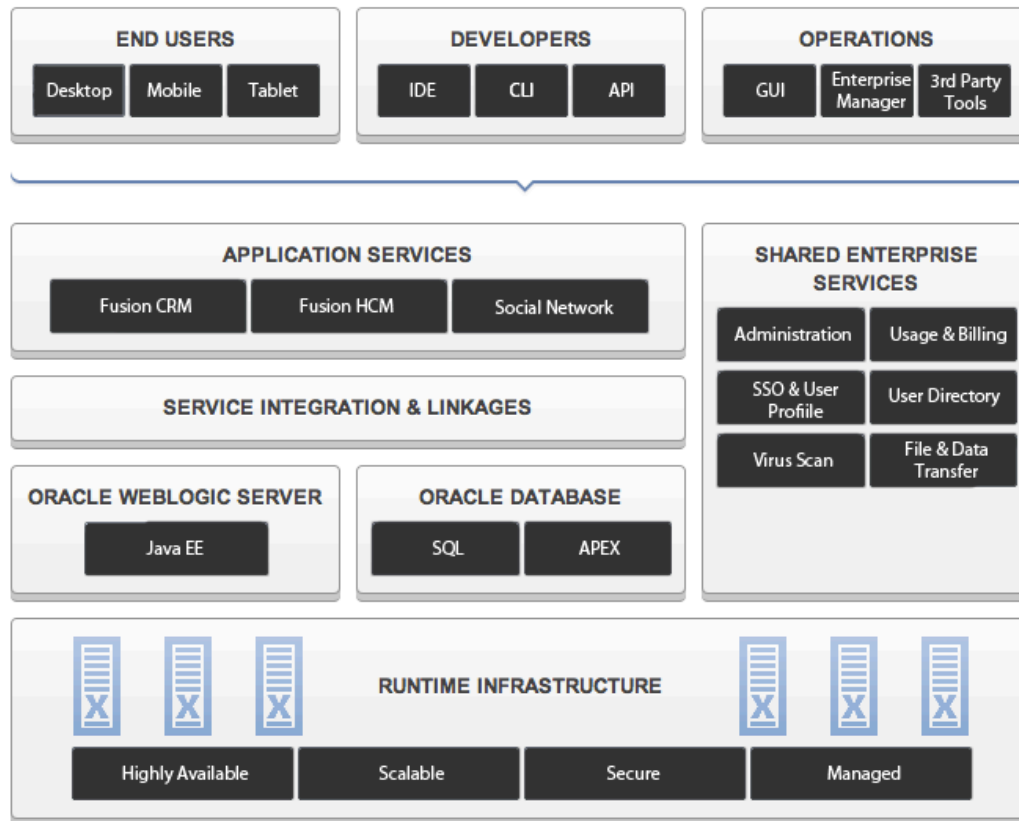 END USERS
Desktop
Mobile
Tablet
DEVELOPERS
IDE
CLI
API
OPERATIONS
GUI
Enterprise
Manager
3rd Party
Tools
APPLICATION SERVICES
Fusion CRM
Fusion HCM
Social Network
SERVICE INTEGRATION & LINKAGES
ORACLE WEBLOGIC SERVER
Java EE
ORACLE DATABASE
SQL
APEX
SHARED ENTERPRISE
SERVICES
Administration
Usage & Billing
SSO & User
Profiile
User Directory
Virus Scan
File & Data
Transfer
X
X
X
RUNTIME INFRASTRUCTURE
X
X
X
Highly Available
Scalable
Secure
Managed